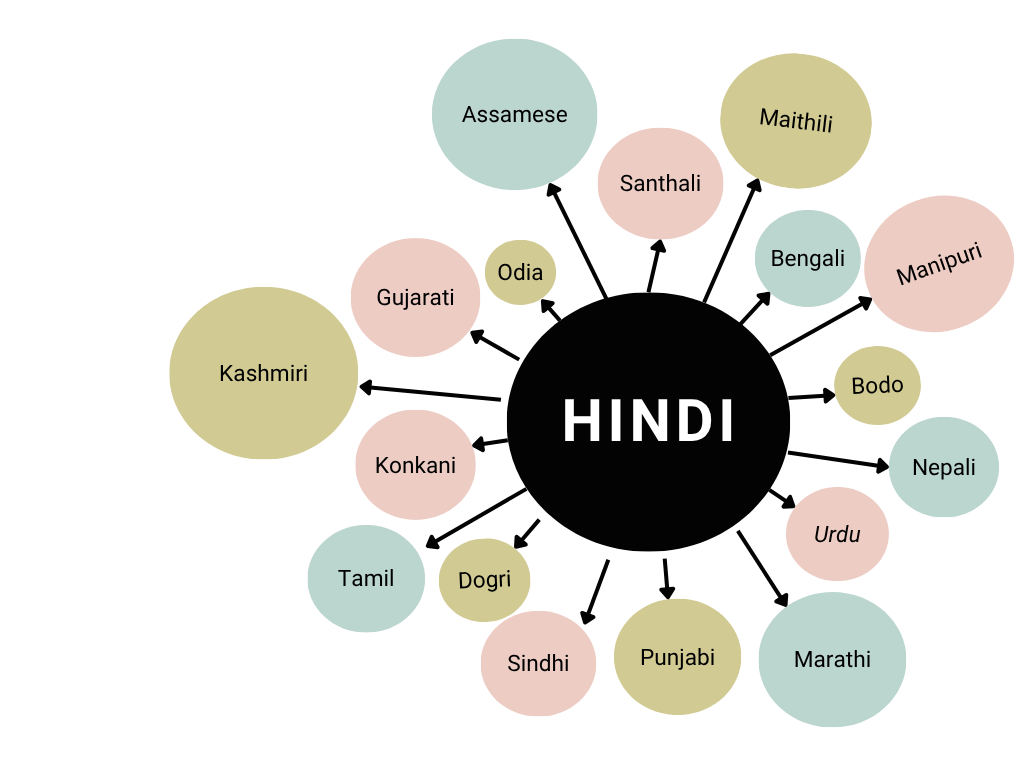 Assamese
Maithili
Santhali
Bengali
Manipuri
Odia
Gujarati
Kashmiri
Bodo
HINDI
Konkani
Nepali
Urdu
Tamil
Dogri
Sindhi
Punjabi
Marathi